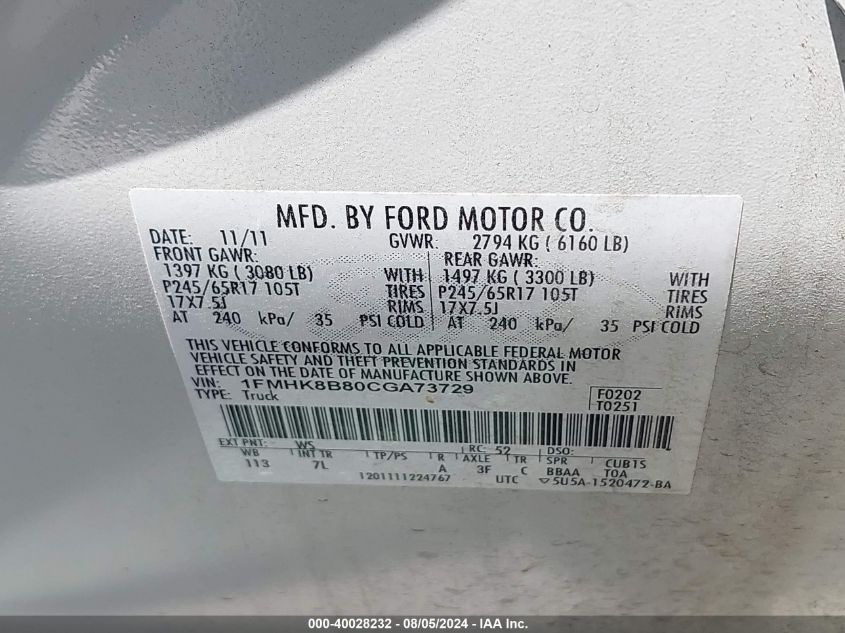 MFD. BY FORD MOTOR CO.
DATE: 11/11 GVWR: 2794 KG ( 6160 LB)
FRONT GAWR: REAR GAWR:
1397 KG ( 3080 LB) WITH 1497 KG ( 3300 LB) WITH
P245/65R17 105T TIRES P245/65R17 105T TIRES
17X7.5J RIMS 17X7.5J RIMS
AT 240 kPa/ 35 PSI COLD AT 240 kPa/ 35 PSI COLD
THIS VEHICLE CONFORMS TO ALL APPLICABLE FEDERAL MOTOR
VEHICLE SAFETY AND THEFT PREVENTION STANDARDS IN
EFFECT ON THE DATE OF MANUFACTURE SHOWN ABOVE.
VIN: 1FMHK8B80CGA73729 F0202
TYPE: Truck T0251
EXT PNT: WS RC: 52 DSO:
WB INT TR TP/PS R AXLE TR SPR CUB1S
113 7L A 3F C BBAA TOA
1201111224767 UTC ▽5U5A-1520472-BA
000-40028232 - 08/05/2024 - IAA Inc.